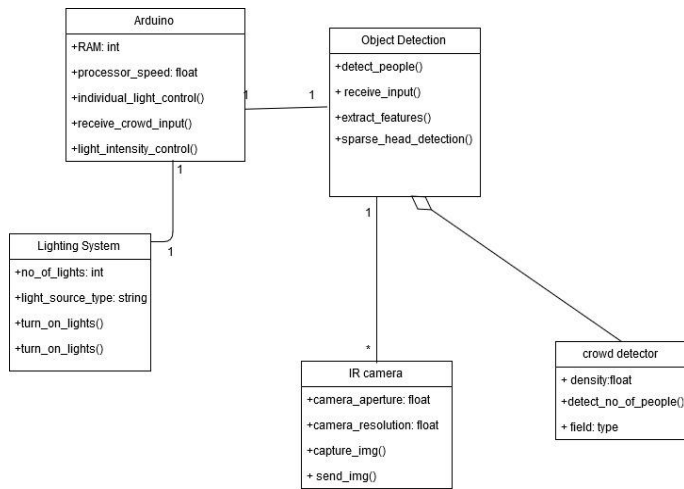 Arduino
+RAM: int
+processor_speed: float
+individual_light_control()
+receive_crowd_input()
+light_intensity_control()
1
1
Object Detection
+detect_people()
+ receive_input()
+extract_features()
+sparse_head_detection()
1
1
Lighting System
+no_of_lights: int
+light_source_type: string
+turn_on_lights()
+turn_on_lights()
1
*
IR camera
+camera_aperture: float
+camera_resolution: float
+capture_img()
+ send_img()
crowd detector
+ density:float
+detect_no_of_people()
+ field: type